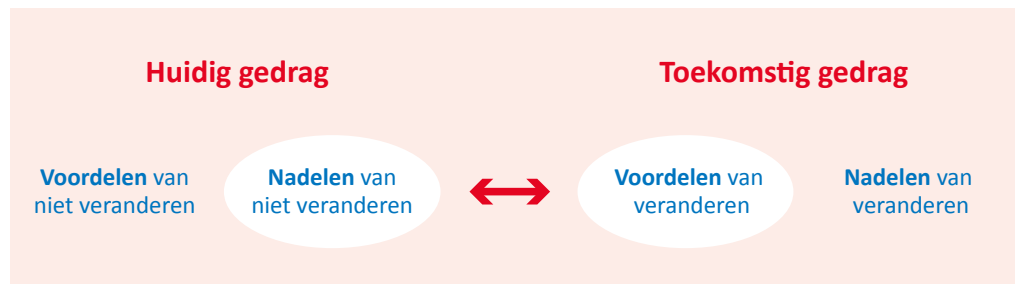 Huidig gedrag
Toekomstig gedrag
Voordelen van
niet veranderen
Nadelen van
niet veranderen
Voordelen van
veranderen
Nadelen van
veranderen